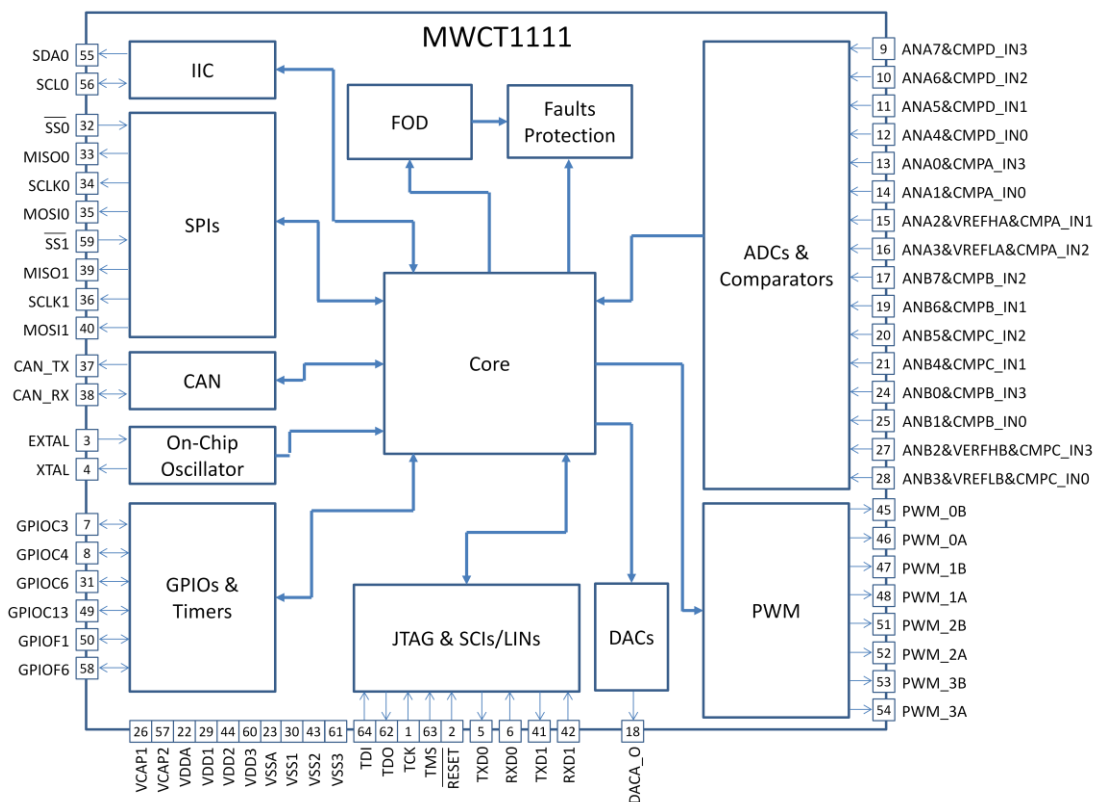 MWCT1111
SDA0 55
SCL0 56
IIC
SS0 32
MISO0 33
SCLK0 34
MOSI0 35
SS1 59
MISO1 39
SCLK1 36
MOSI1 40
SPIs
CAN_TX 37
CAN_RX 38
CAN
EXTAL 3
XTAL 4
On-Chip
Oscillator
GPIOC3 7
GPIOC4 8
GPIOC6 31
GPIOC13 49
GPIOF1 50
GPIOF6 58
GPIOs &
Timers
FOD
Faults
Protection
Core
JTAG & SCIs/LINs
DACs
ADCs &
Comparators
PWM
9 ANA7&CMPD_IN3
10 ANA6&CMPD_IN2
11 ANA5&CMPD_IN1
12 ANA4&CMPD_IN0
13 ANA0&CMPA_IN3
14 ANA1&CMPA_IN0
15 ANA2&VREFHA&CMPA_IN1
16 ANA3&VREFLA&CMPA_IN2
17 ANB7&CMPB_IN2
19 ANB6&CMPB_IN1
20 ANB5&CMPC_IN2
21 ANB4&CMPC_IN1
24 ANB0&CMPB_IN3
25 ANB1&CMPB_IN0
27 ANB2&VERFHB&CMPC_IN3
28 ANB3&VREFLB&CMPC_IN0
45 PWM_0B
46 PWM_0A
47 PWM_1B
48 PWM_1A
51 PWM_2B
52 PWM_2A
53 PWM_3B
54 PWM_3A
26 VCAP1
57 VCAP2
22 VDDA
29 VDD1
44 VDD2
60 VDD3
23 VSSA
30 VSS1
43 VSS2
61 VSS3
64 TDI
62 TDO
1 TCK
63 TMS
2 RESET
5 TXD0
6 RXD0
41 TXD1
42 RXD1
18 DACA_O